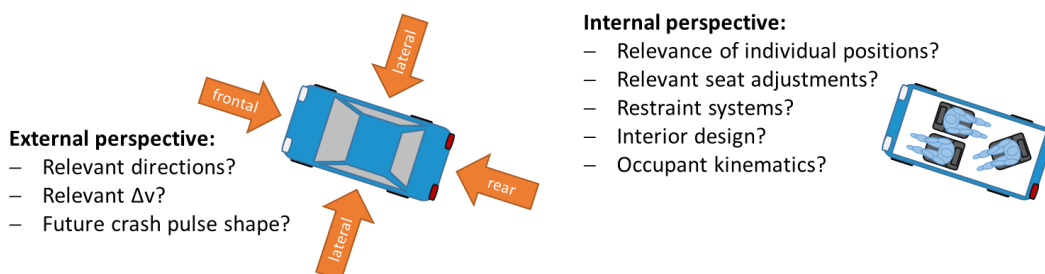 External perspective:
– Relevant directions?
– Relevant Δv?
– Future crash pulse shape?
frontal
lateral
lateral
rear
Internal perspective:
– Relevance of individual positions?
– Relevant seat adjustments?
– Restraint systems?
– Interior design?
– Occupant kinematics?